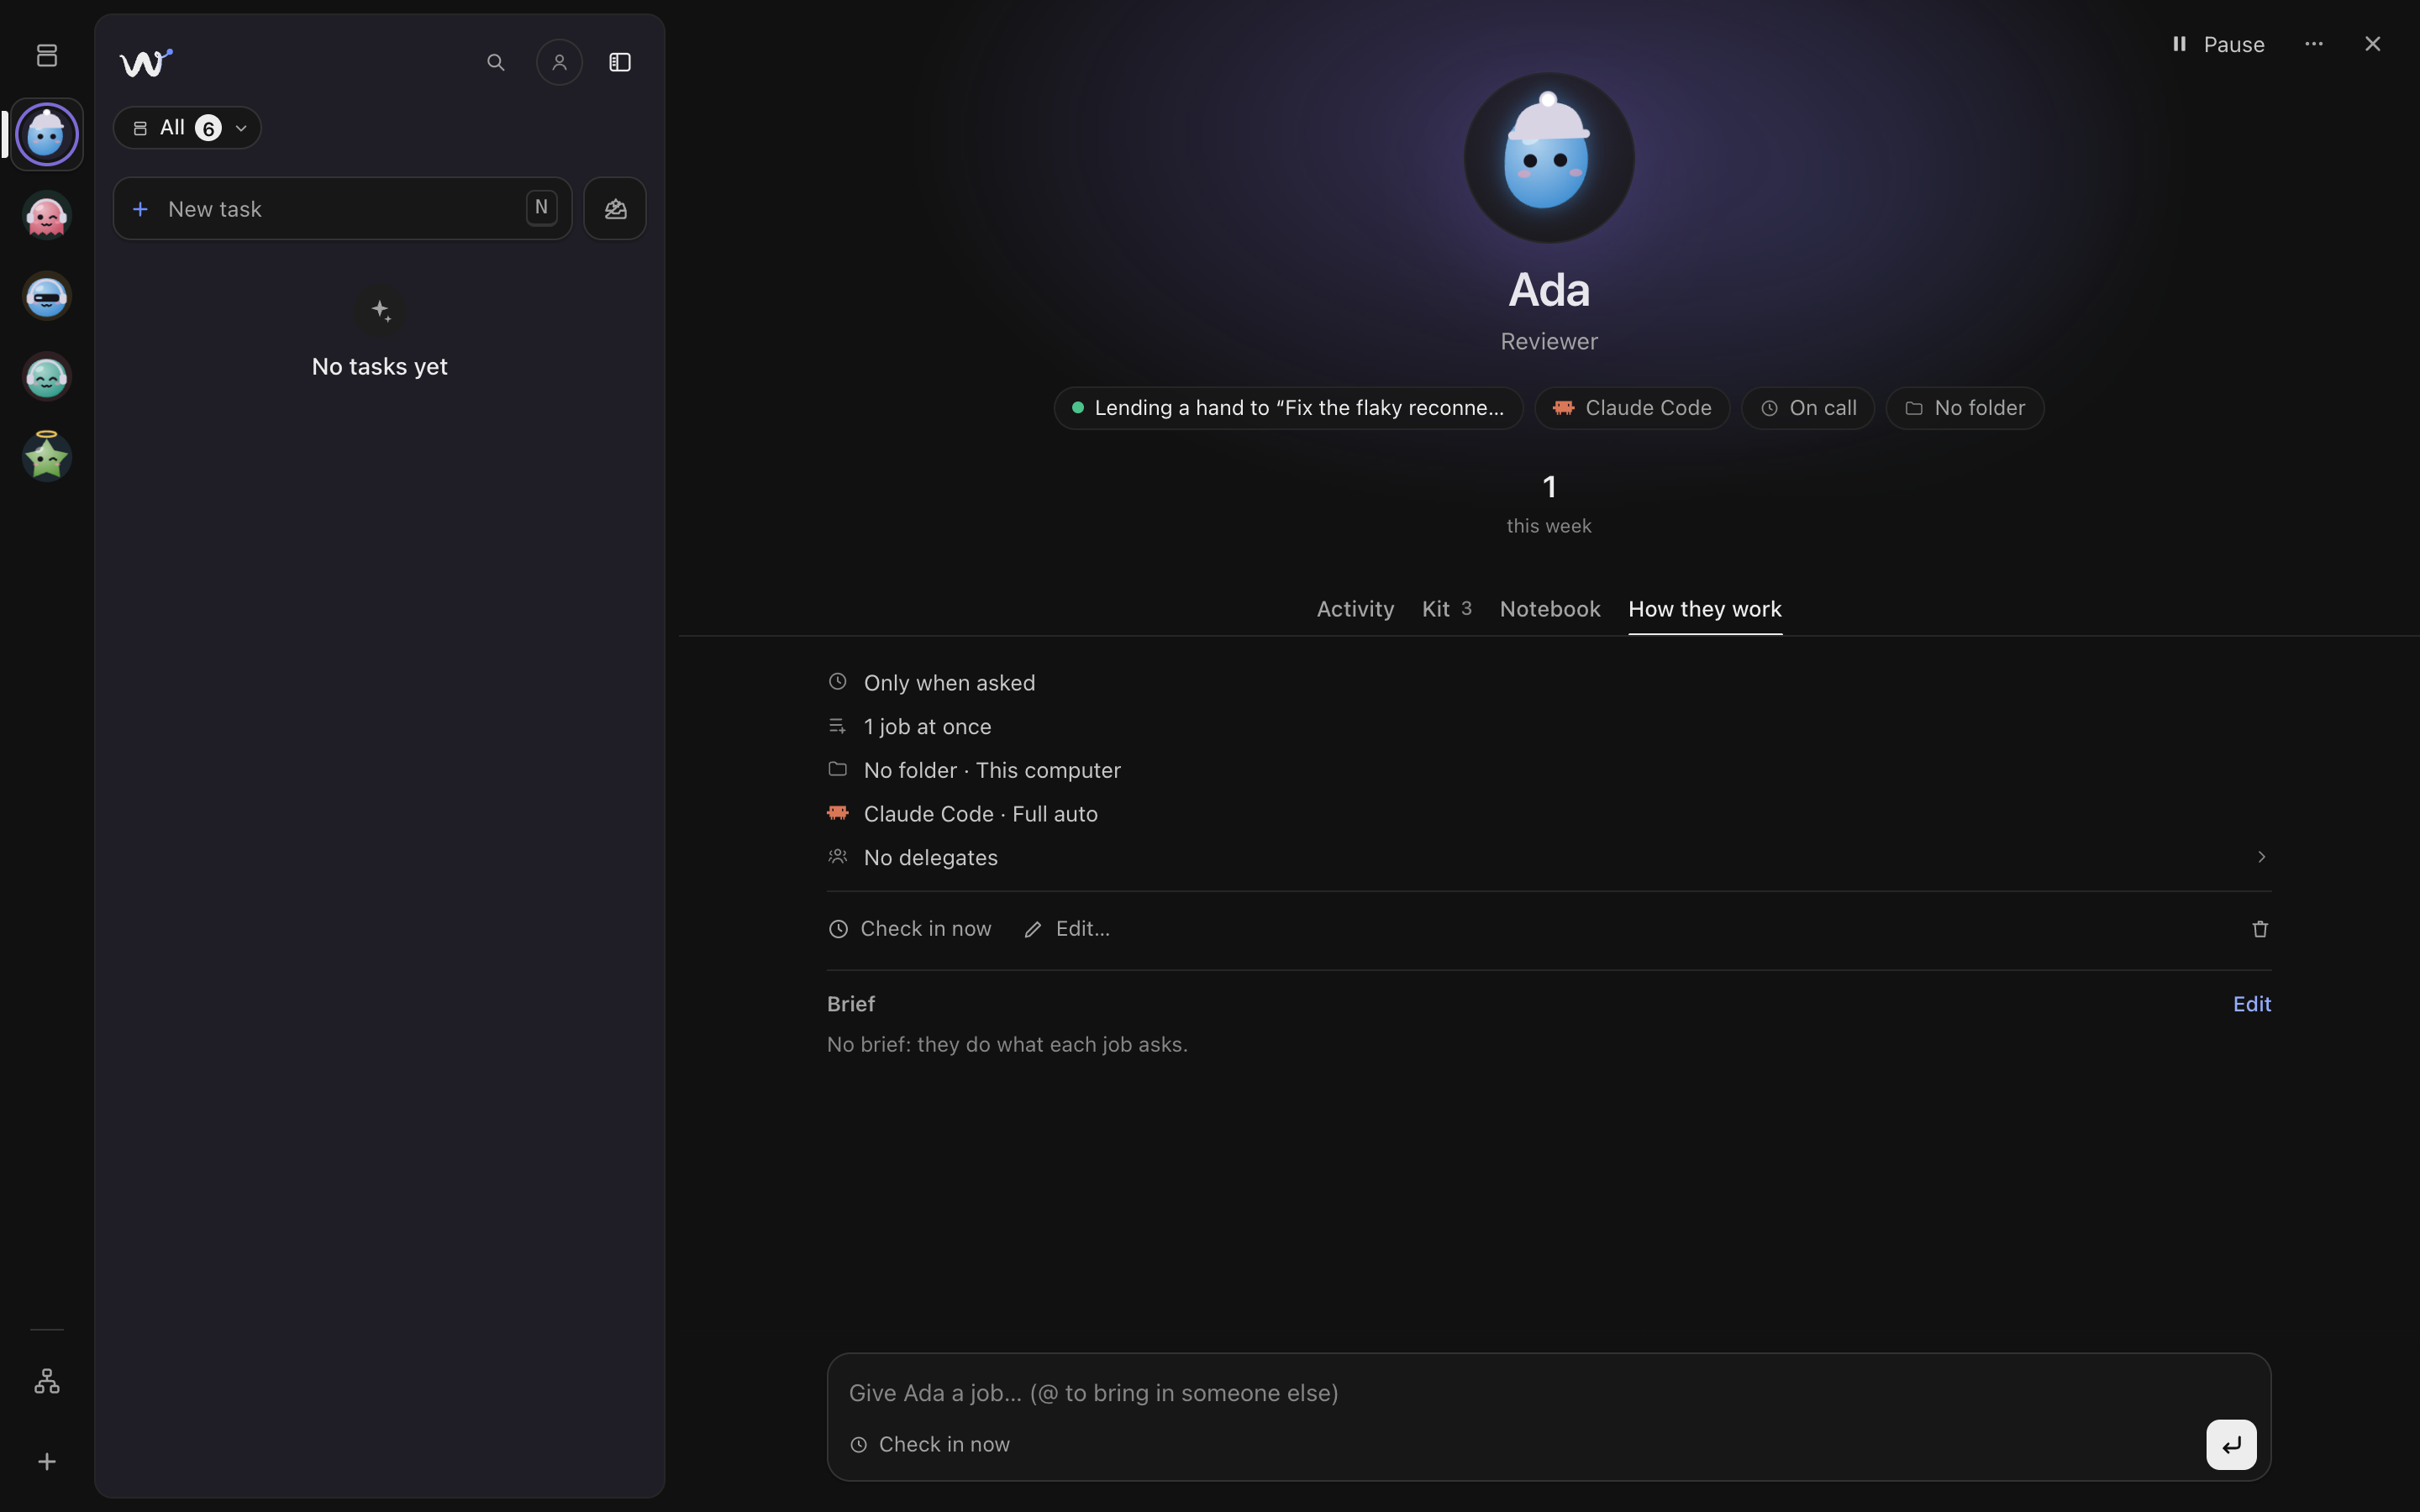 Pause
All 6
New task N
No tasks yet
Ada
Reviewer
Lending a hand to “Fix the flaky reconne...
Claude Code
On call
No folder
1
this week
Activity
Kit 3
Notebook
How they work
Only when asked
1 job at once
No folder · This computer
Claude Code · Full auto
No delegates
Check in now
Edit...
Brief
Edit
No brief: they do what each job asks.
Give Ada a job... (@ to bring in someone else)
Check in now